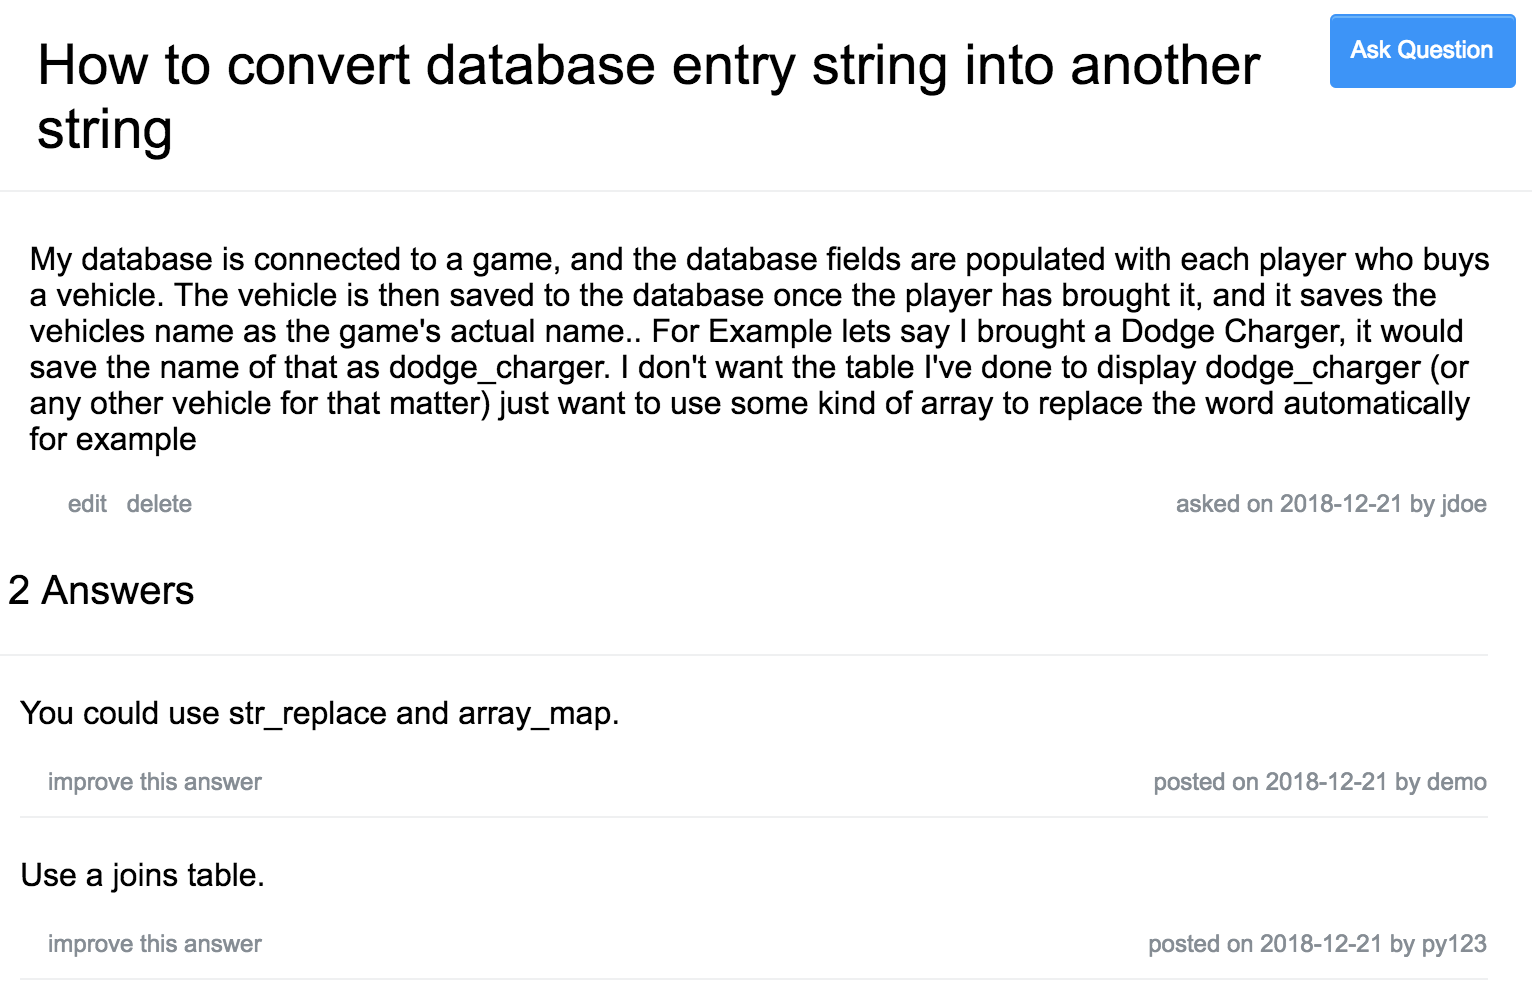 How to convert database entry string into another
string
Ask Question
My database is connected to a game, and the database fields are populated with each player who buys
a vehicle. The vehicle is then saved to the database once the player has brought it, and it saves the
vehicles name as the game's actual name.. For Example lets say I brought a Dodge Charger, it would
save the name of that as dodge_charger. I don't want the table I've done to display dodge_charger (or
any other vehicle for that matter) just want to use some kind of array to replace the word automatically
for example
edit delete
asked on 2018-12-21 by jdoe
2 Answers
You could use str_replace and array_map.
improve this answer
posted on 2018-12-21 by demo
Use a joins table.
improve this answer
posted on 2018-12-21 by py123